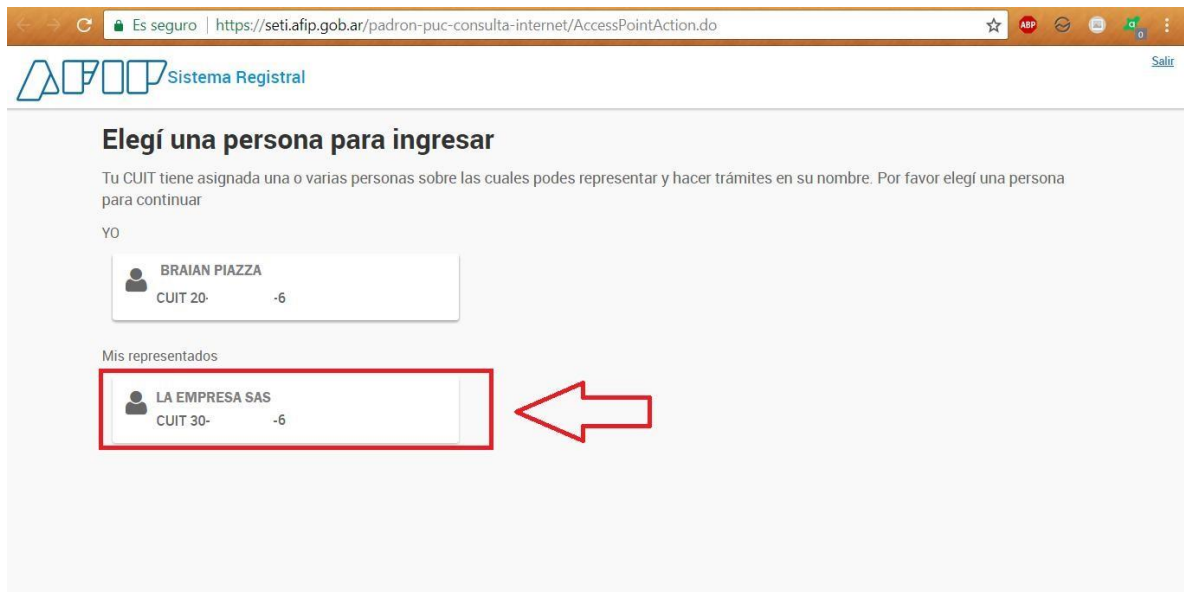 Es seguro | https://seti.afip.gob.ar/padron-puc-consulta-internet/AccessPointAction.do
ABP
0
AFIP Sistema Registral
Salir
Elegí una persona para ingresar
Tu CUIT tiene asignada una o varias personas sobre las cuales podes representar y hacer trámites en su nombre. Por favor elegí una persona
para continuar
YO
BRAIAN PIAZZA
CUIT 20- -6
Mis representados
LA EMPRESA SAS
CUIT 30- -6